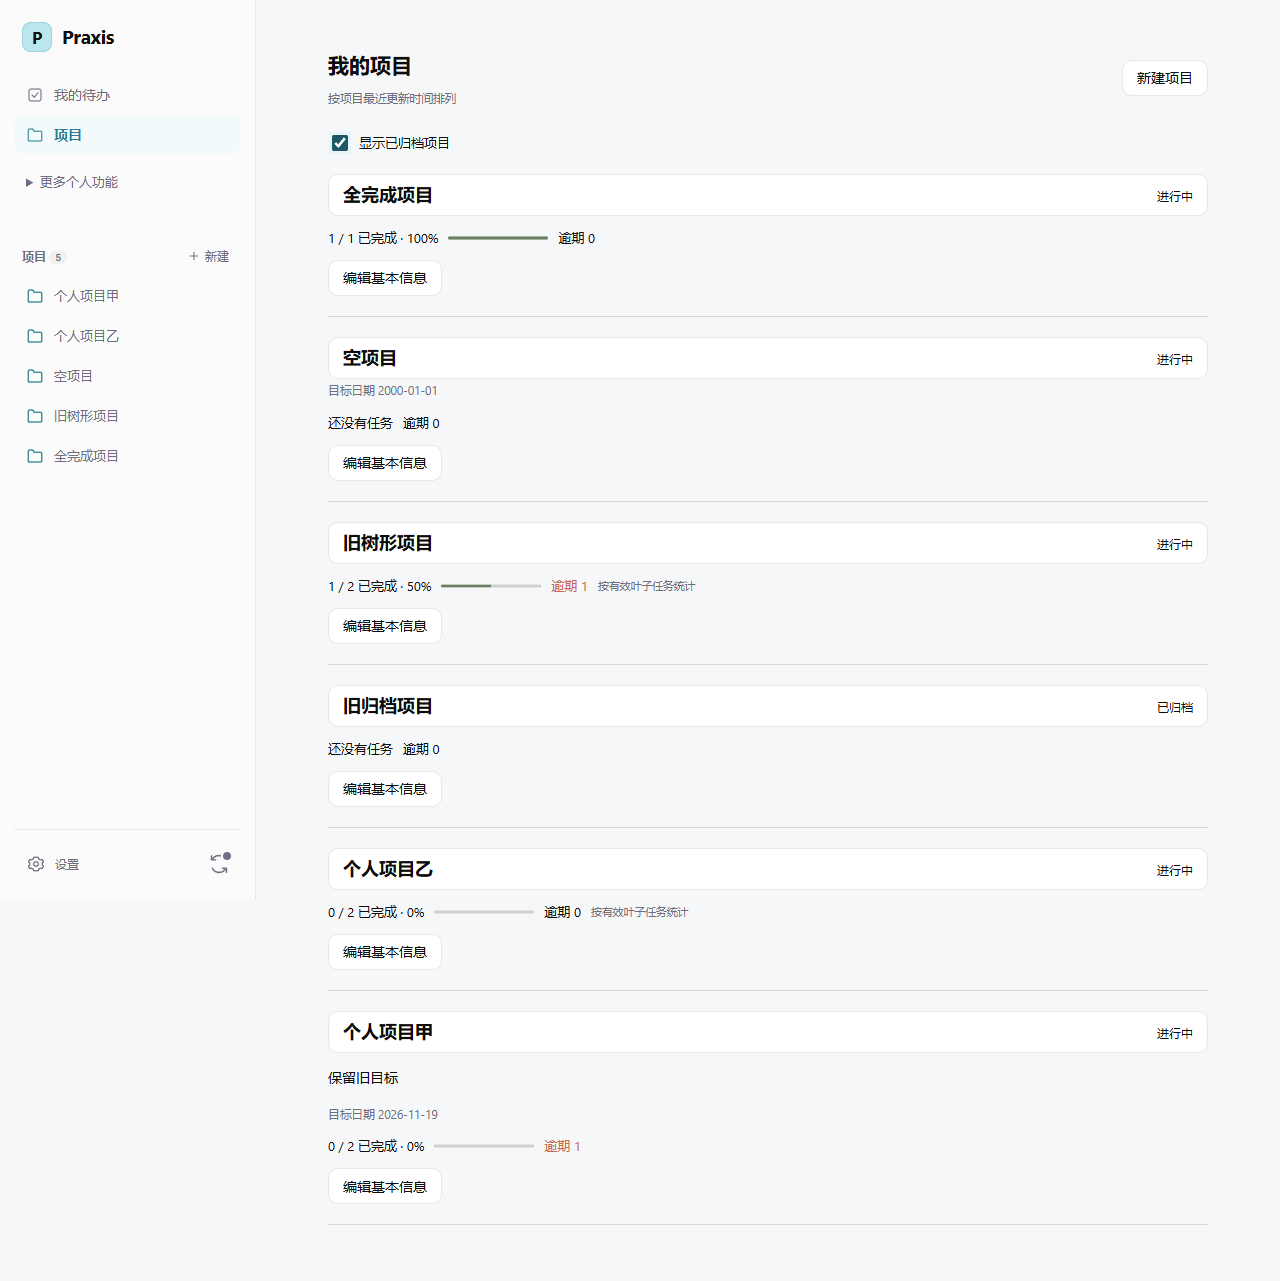 P Praxis
我的待办
项目
▶ 更多个人功能
项目 5 + 新建
个人项目甲
个人项目乙
空项目
旧树形项目
全完成项目
设置
我的项目
新建项目
按项目最近更新时间排列
显示已归档项目
全完成项目 进行中
1 / 1 已完成 · 100% 逾期 0
编辑基本信息
空项目 进行中
目标日期 2000-01-01
还没有任务 逾期 0
编辑基本信息
旧树形项目 进行中
1 / 2 已完成 · 50% 逾期 1 按有效叶子任务统计
编辑基本信息
旧归档项目 已归档
还没有任务 逾期 0
编辑基本信息
个人项目乙 进行中
0 / 2 已完成 · 0% 逾期 0 按有效叶子任务统计
编辑基本信息
个人项目甲 进行中
保留旧目标
目标日期 2026-11-19
0 / 2 已完成 · 0% 逾期 1
编辑基本信息